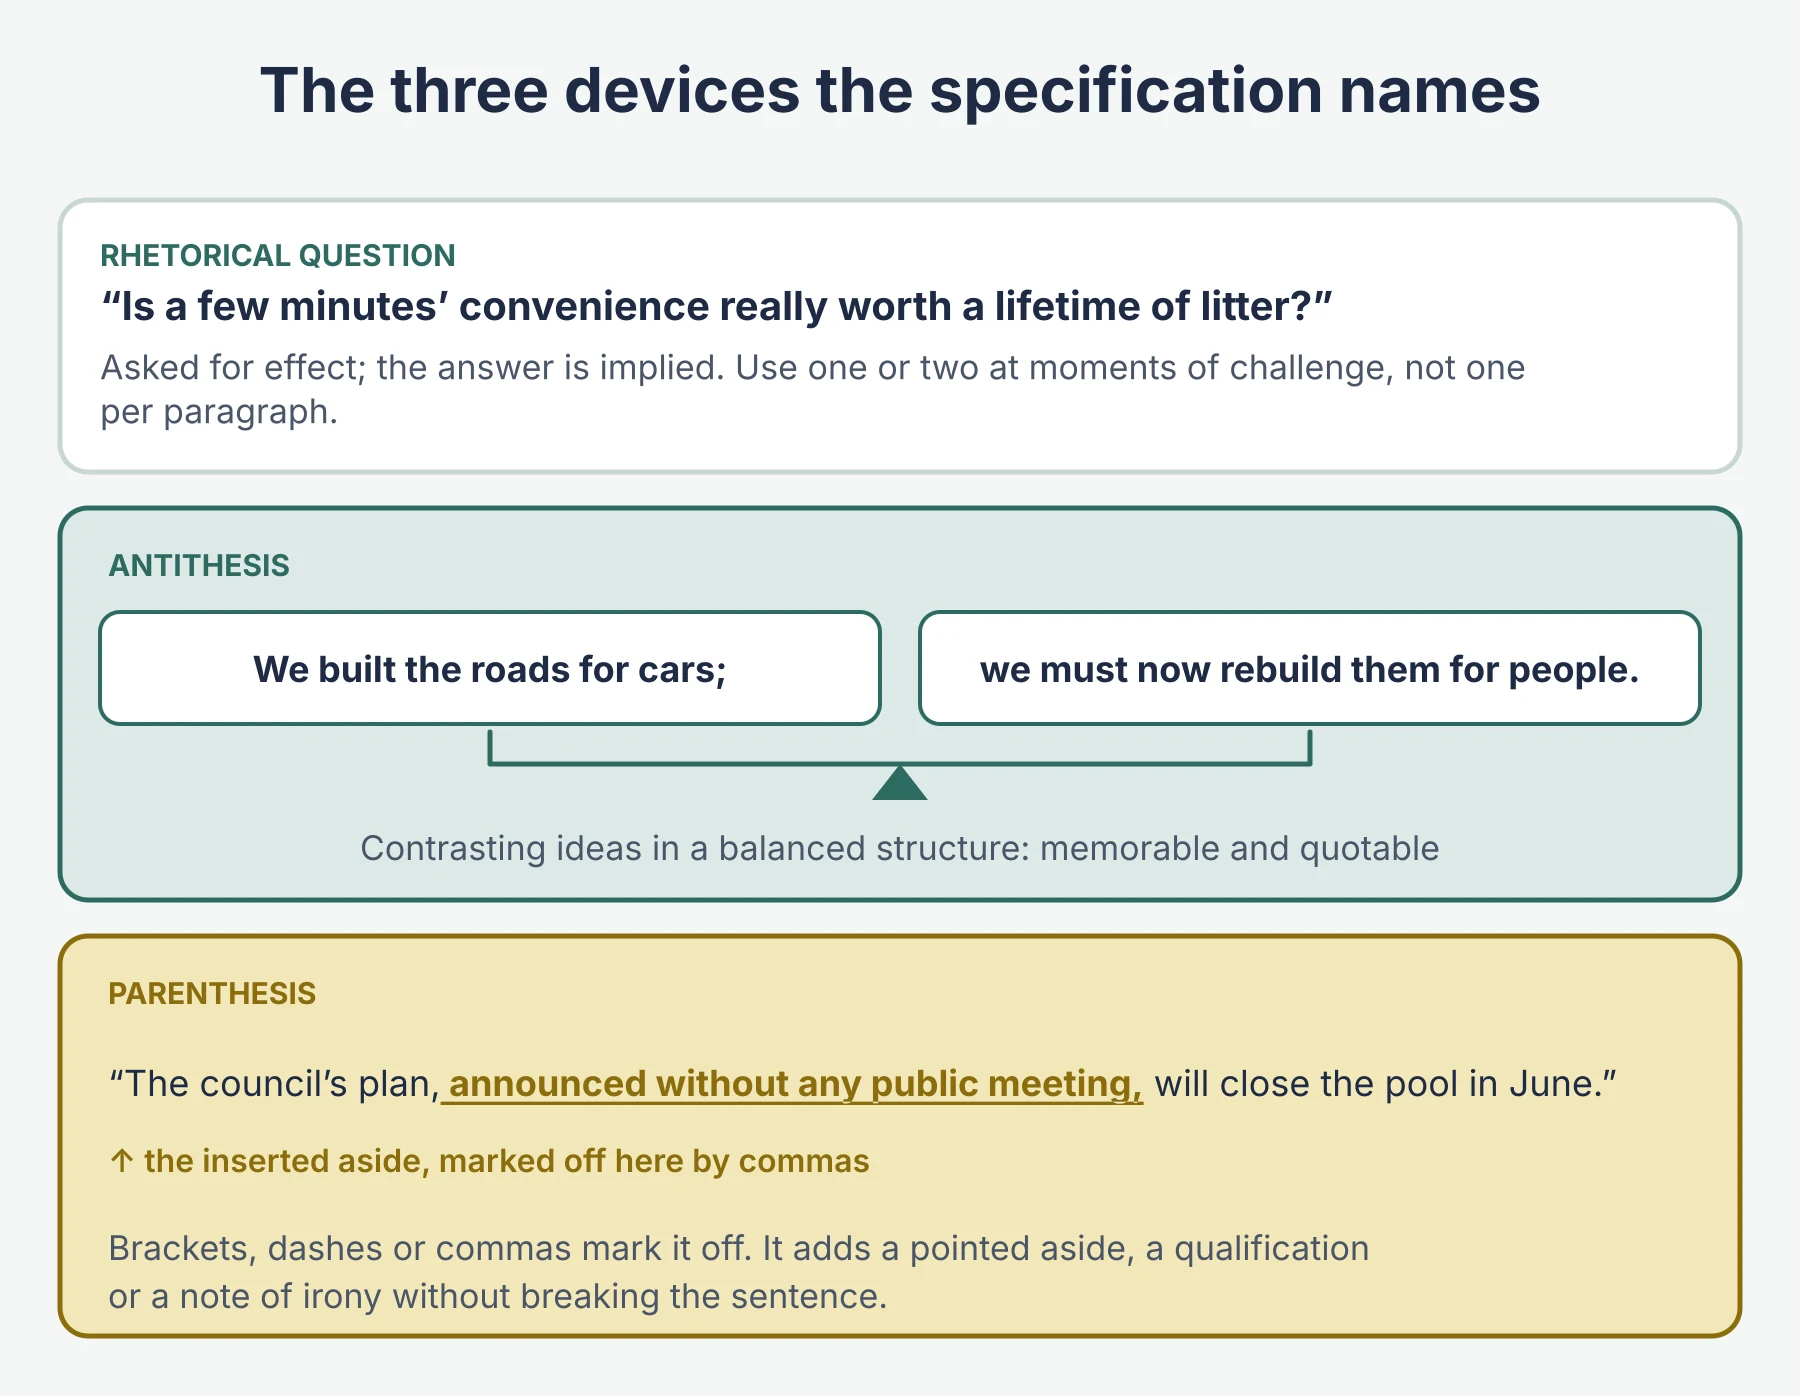 The three devices the specification names
RHETORICAL QUESTION
“Is a few minutes’ convenience really worth a lifetime of litter?”
Asked for effect; the answer is implied. Use one or two at moments of challenge, not one
per paragraph.
ANTITHESIS
We built the roads for cars;
we must now rebuild them for people.
Contrasting ideas in a balanced structure: memorable and quotable
PARENTHESIS
“The council’s plan, announced without any public meeting, will close the pool in June.”
↑ the inserted aside, marked off here by commas
Brackets, dashes or commas mark it off. It adds a pointed aside, a qualification
or a note of irony without breaking the sentence.